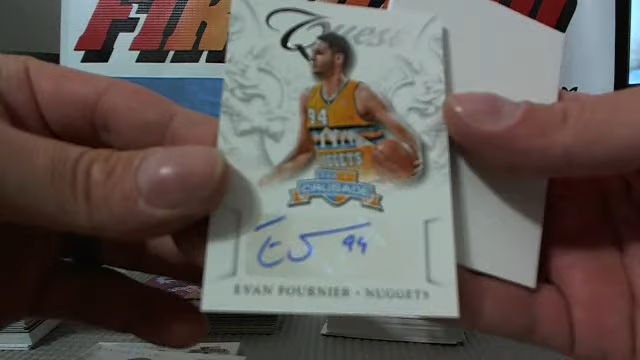 Quest
94
NUGGETS
CRUSADE
94
EVAN FOURNIER • NUGGETS